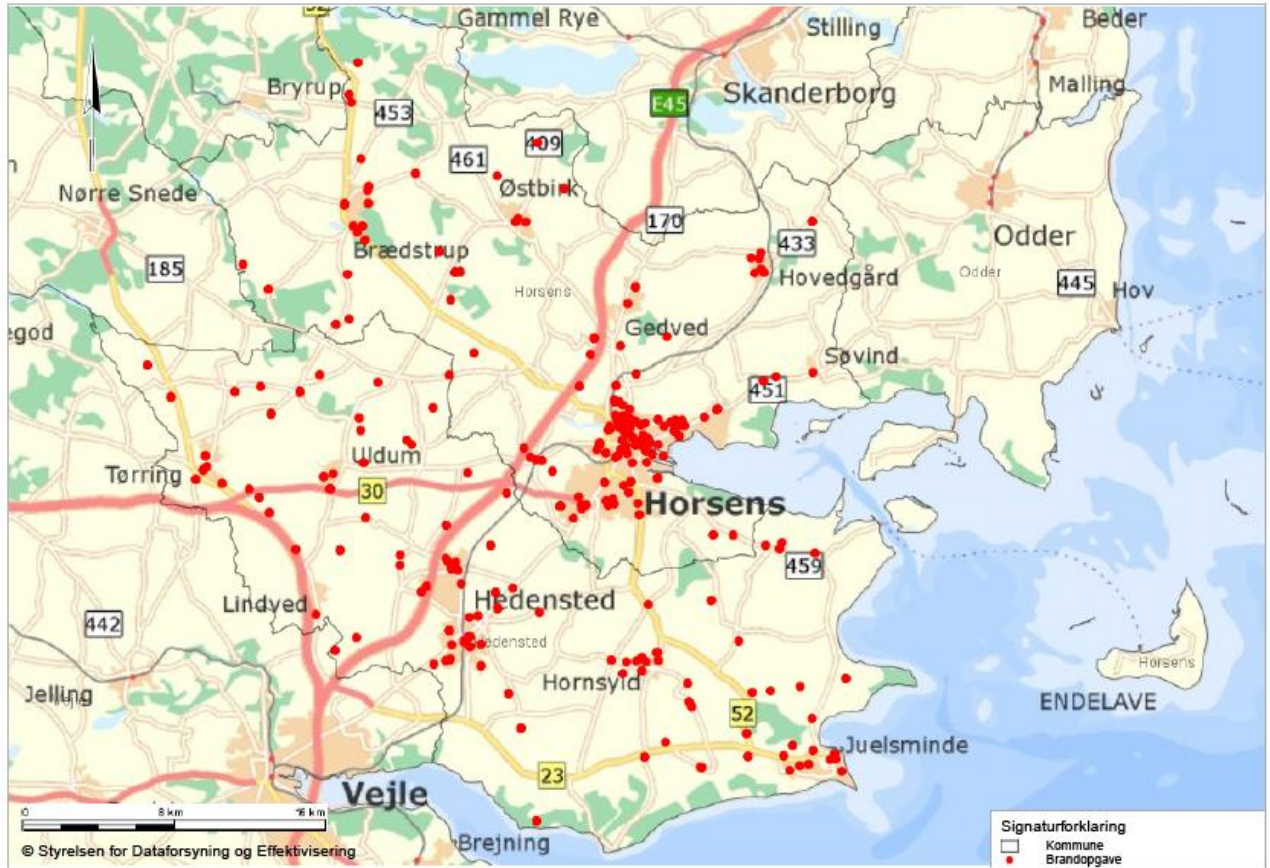 52
Gammel Rye
Beder
Stilling
Bryrup
Malling
E45
Skanderborg
453
409
461
Østbirk
Nørre Snede
170
433
Odder
Brædstrup
185
Hovedgård
Odder
445
Hov
Horsens
Gedved
Søvind
451
Uldum
Tørring
30
Horsens
459
Lindved
Hedensted
442
Hedensted
Horsens
Jelling
Hornsyld
ENDELAVE
52
Juelsminde
23
Vejle
0 8 km 16 km
Brejning
© Styrelsen for Dataforsyning og Effektivisering
Signaturforklaring
Kommune
Brandopgave